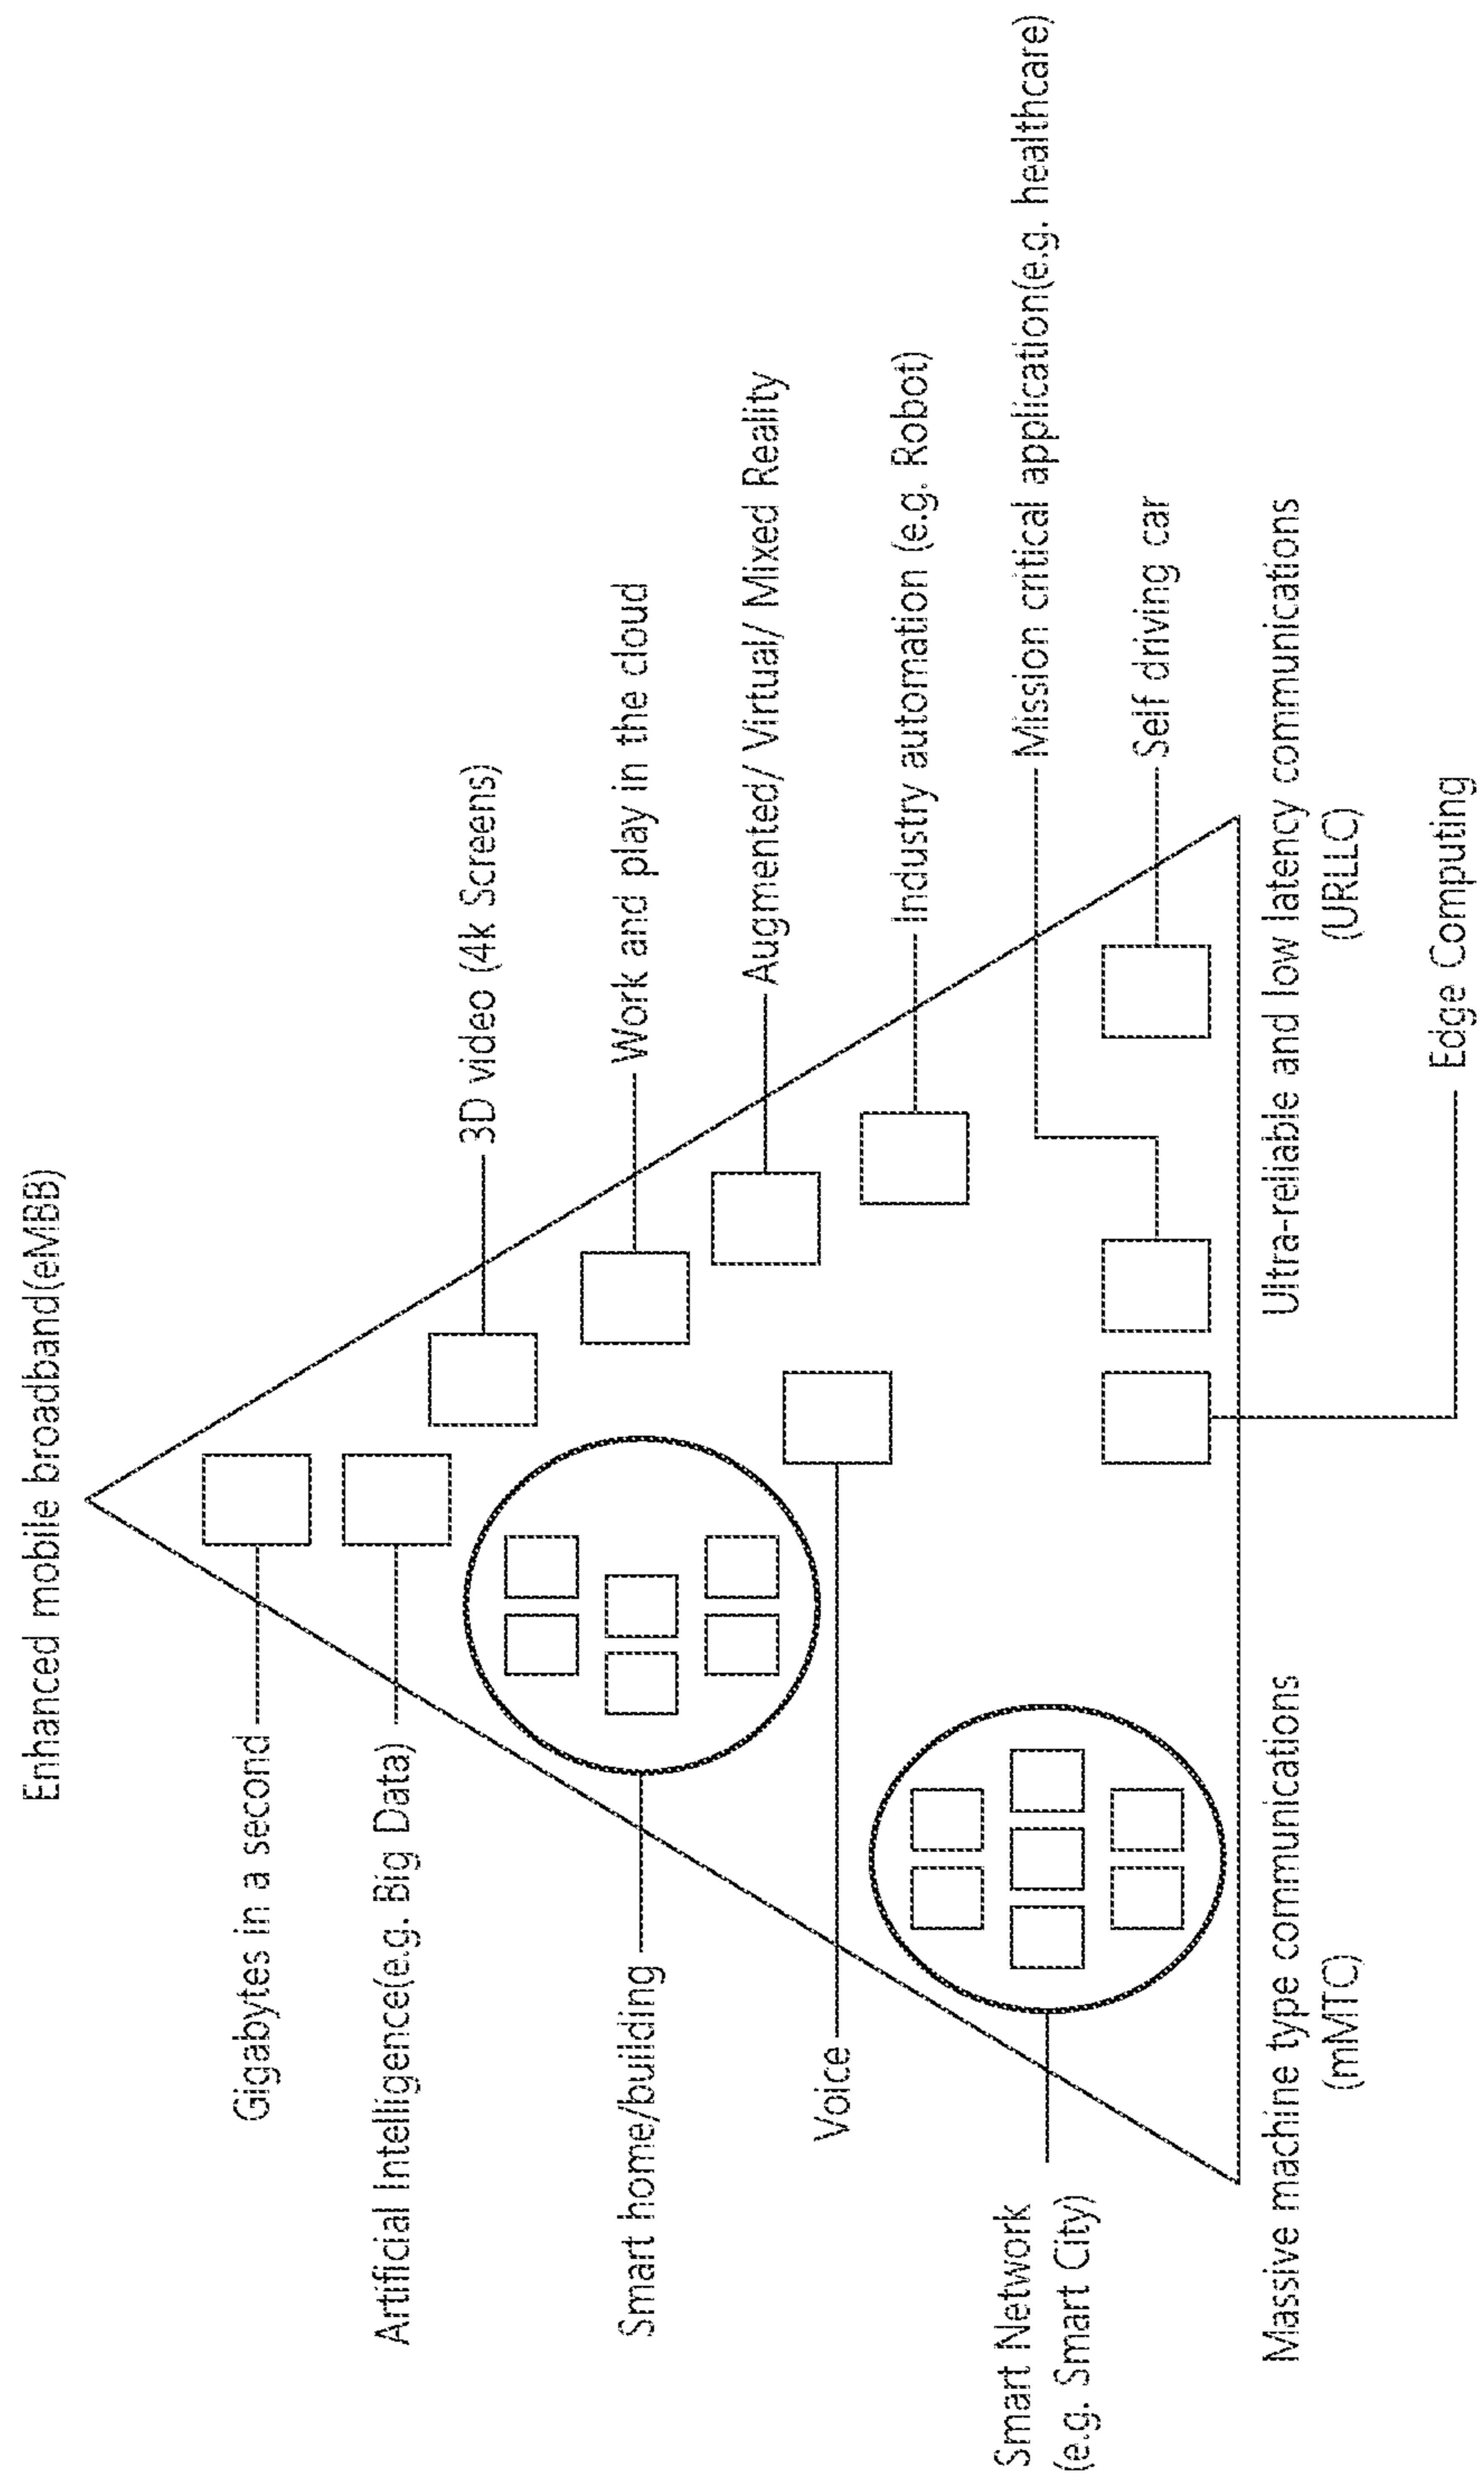 Enhanced mobile broadband(eMBB)
Gigabytes in a second
Artificial Intelligence(e.g. Big Data)
3D video (4k Screens)
Smart home/building
Work and play in the cloud
Augmented/ Virtual/ Mixed Reality
Voice
Industry automation (e.g. Robot)
Smart Network
(e.g. Smart City)
Mission critical application(e.g. healthcare)
Self driving car
Massive machine type communications
(mMTC)
Ultra-reliable and low latency communications
(URLLC)
Edge Computing